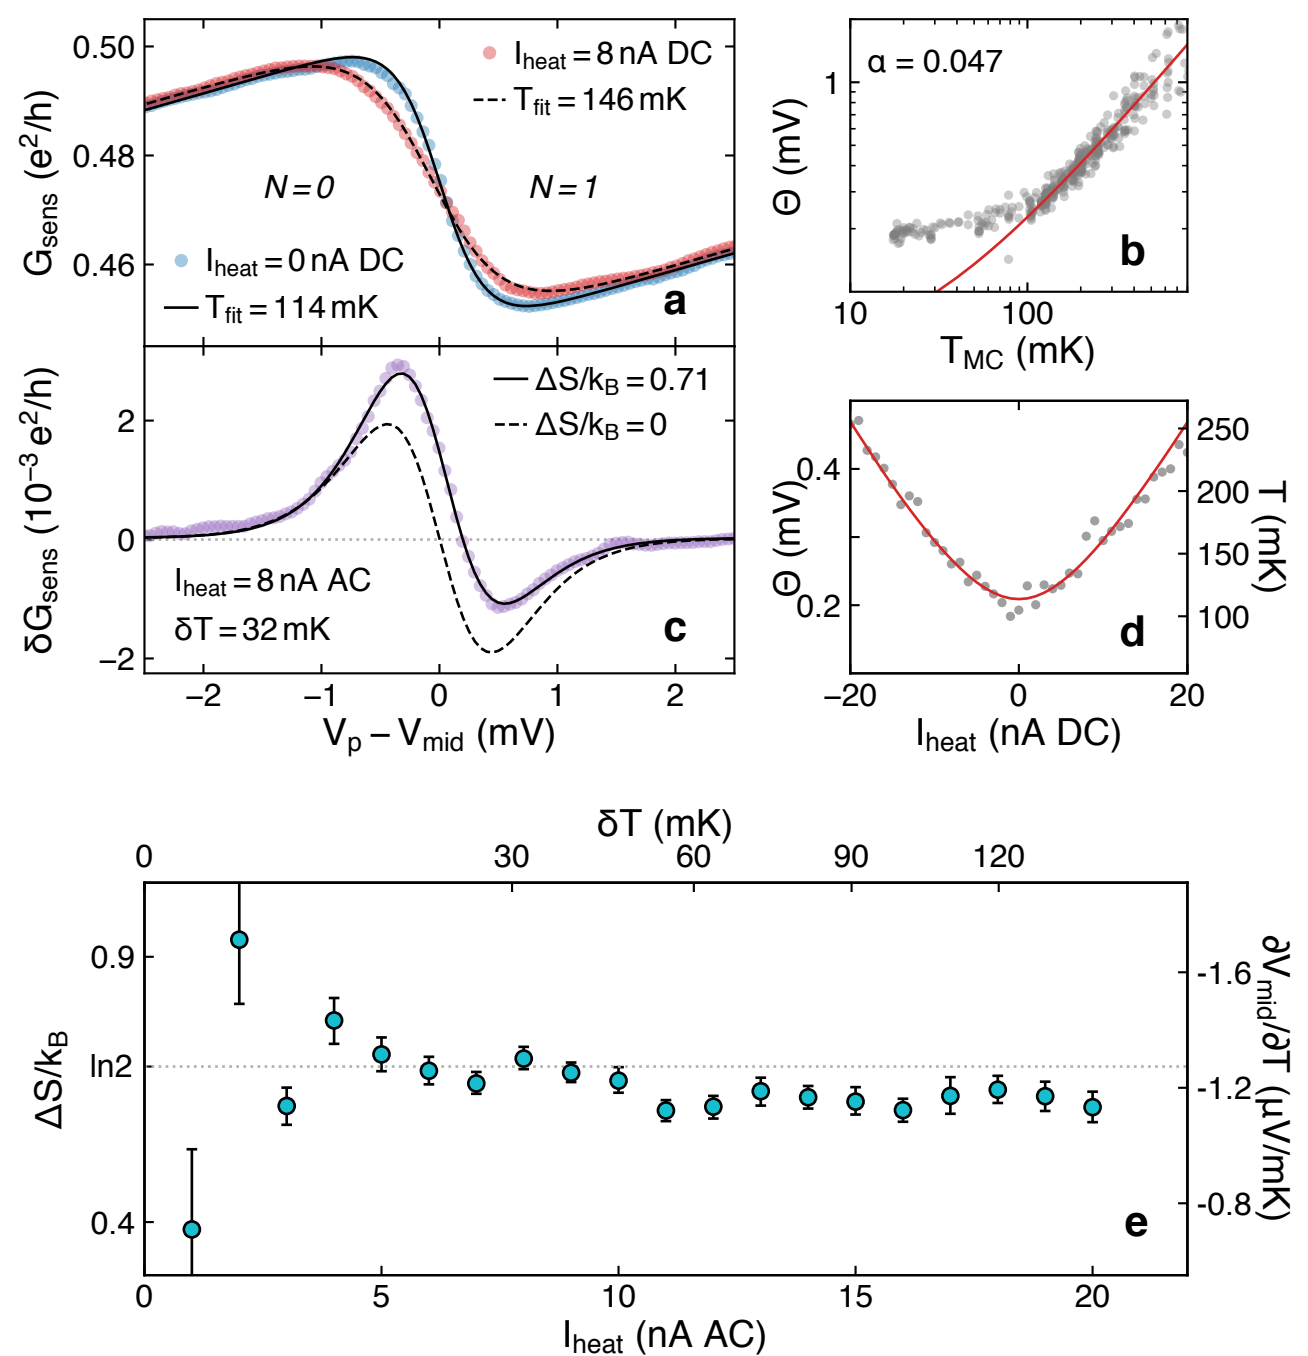 0.50
0.48
0.46
G_sens (e²/h)
I_heat = 8 nA DC
T_fit = 146 mK
N = 0
N = 1
I_heat = 0 nA DC
T_fit = 114 mK
a
1
α = 0.047
Θ (mV)
b
10
100
T_MC (mK)
2
0
−2
δG_sens (10⁻³ e²/h)
ΔS/k_B = 0.71
ΔS/k_B = 0
I_heat = 8 nA AC
δT = 32 mK
c
−2
−1
0
1
2
V_p − V_mid (mV)
0.4
0.2
Θ (mV)
250
200
150
100
T (mK)
d
−20
0
20
I_heat (nA DC)
δT (mK)
0
30
60
90
120
0.9
ln2
0.4
ΔS/k_B
-1.6
-1.2
-0.8
∂V_mid/∂T (μV/mK)
e
0
5
10
15
20
I_heat (nA AC)